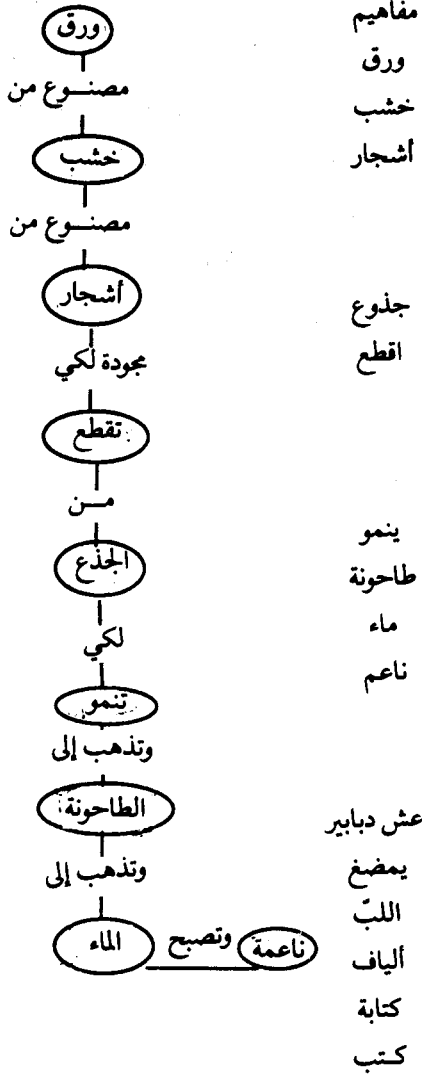 مفاهيم
ورق
خشب
أشجار
جذوع
اقطع
ينمو
طاحونة
ماء
ناعم
عش دبابير
يمضغ
اللبّ
ألياف
كتابة
كتب
ورق
مصنوع من
خشب
مصنوع من
أشجار
مجودة لكي
تقطع
من
الجذع
لكي
تنمو
وتذهب إلى
الطاحونة
وتذهب إلى
الماء
وتصبح
ناعمة